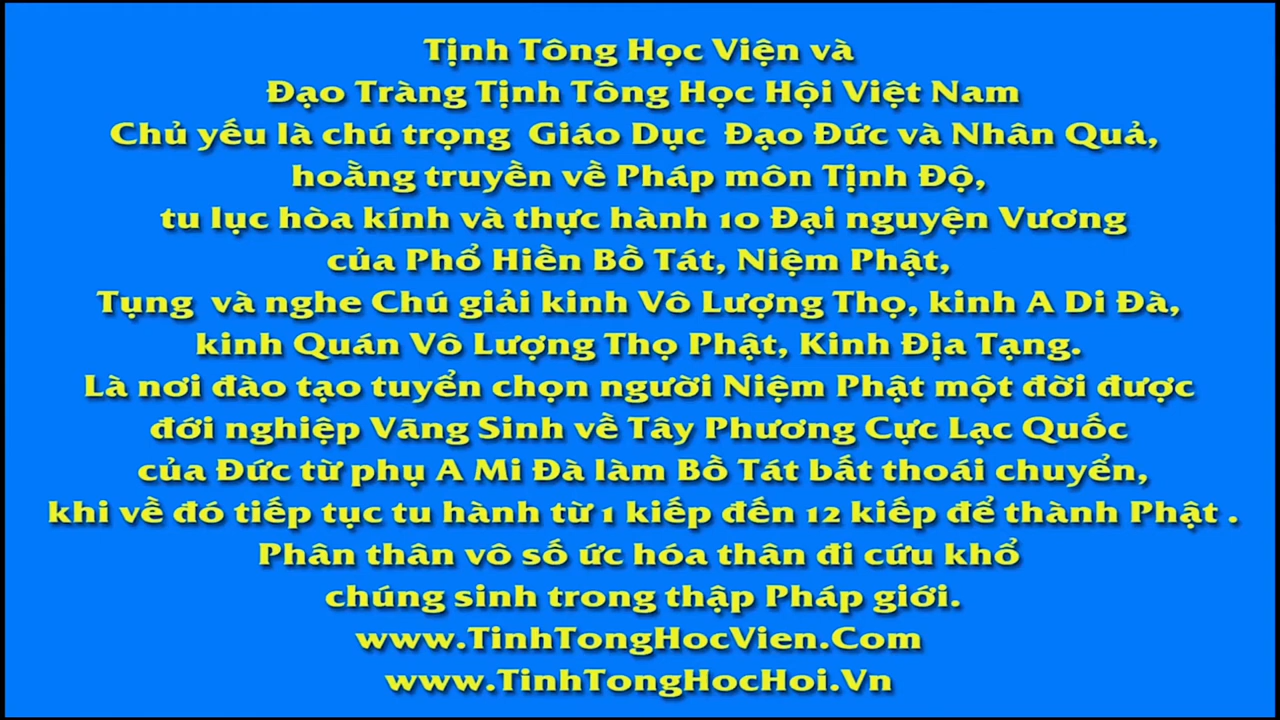 Tịnh Tông Học Viện và
Đạo Tràng Tịnh Tông Học Hội Việt Nam
Chủ yếu là chú trọng Giáo Dục Đạo Đức và Nhân Quả,
hoằng truyền về Pháp môn Tịnh Độ,
tu lục hòa kính và thực hành 10 Đại nguyện Vương
của Phổ Hiền Bồ Tát, Niệm Phật,
Tụng và nghe Chú giải kinh Vô Lượng Thọ, kinh A Di Đà,
kinh Quán Vô Lượng Thọ Phật, Kinh Địa Tạng.
Là nơi đào tạo tuyển chọn người Niệm Phật một đời được
đới nghiệp Vãng Sinh về Tây Phương Cực Lạc Quốc
của Đức từ phụ A Mi Đà làm Bồ Tát bất thoái chuyển,
khi về đó tiếp tục tu hành từ 1 kiếp đến 12 kiếp để thành Phật .
Phân thân vô số ức hóa thân đi cứu khổ
chúng sinh trong thập Pháp giới.
www.TinhTongHocVien.Com
www.TinhTongHocHoi.Vn